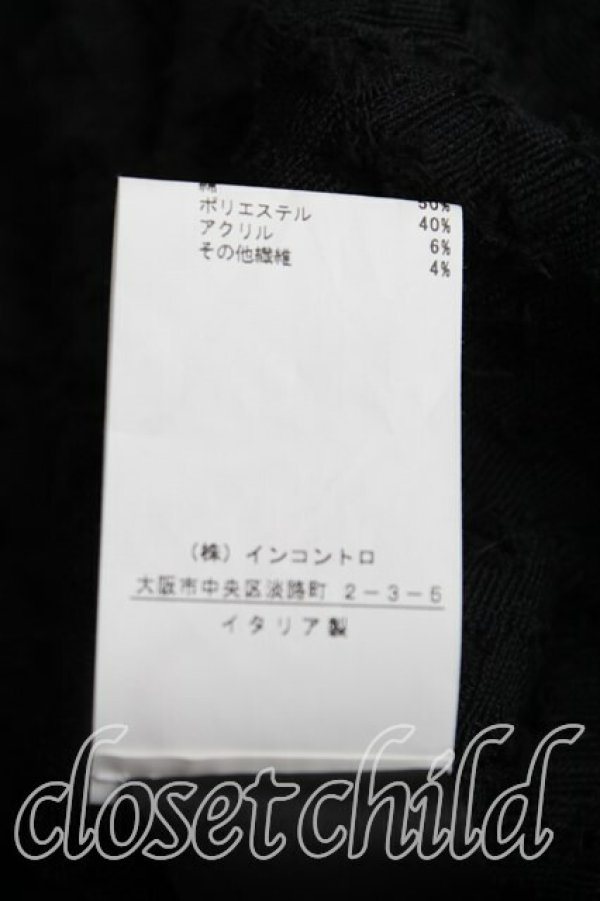 綿 50%
ポリエステル 40%
アクリル 6%
その他繊維 4%
(株) インコントロ
大阪市中央区淡路町 2-3-5
イタリア製
closet child